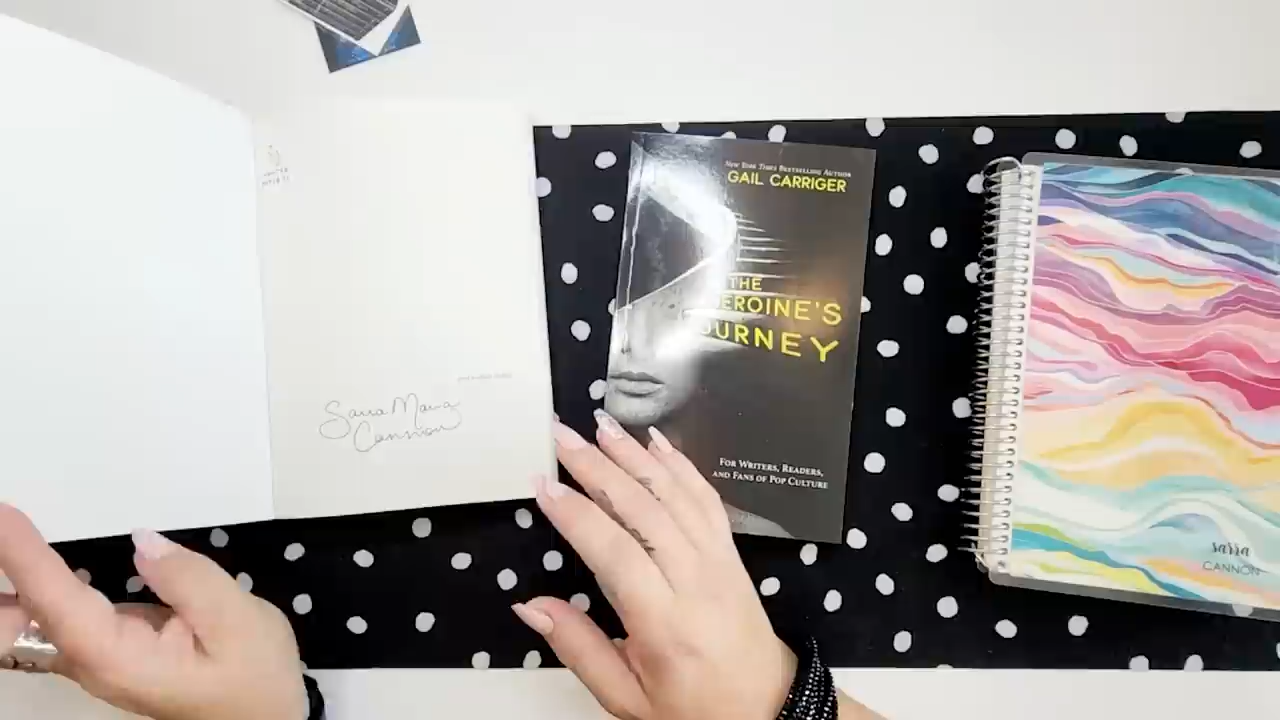 Sarra Maria
Cannon
New York Times Bestselling Author
GAIL CARRIGER
THE
HEROINE'S
JOURNEY
For Writers, Readers,
and Fans of Pop Culture
sarra
CANNON